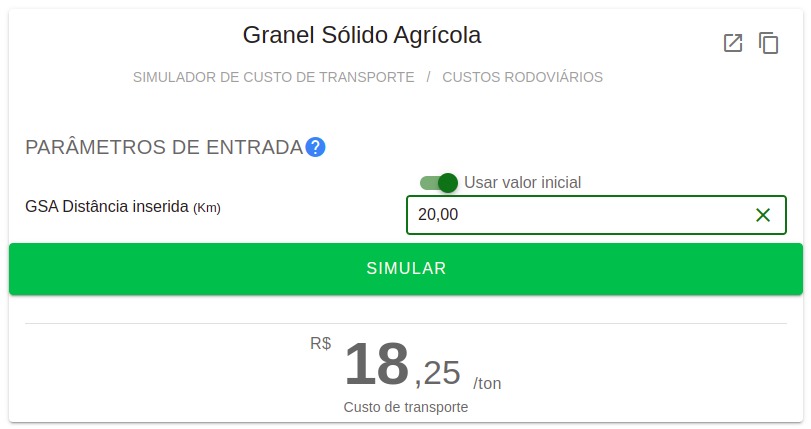 Granel Sólido Agrícola
SIMULADOR DE CUSTO DE TRANSPORTE / CUSTOS RODOVIÁRIOS
PARÂMETROS DE ENTRADA?
Usar valor inicial
GSA Distância inserida (Km)
20,00
SIMULAR
R$ 18,25 /ton
Custo de transporte